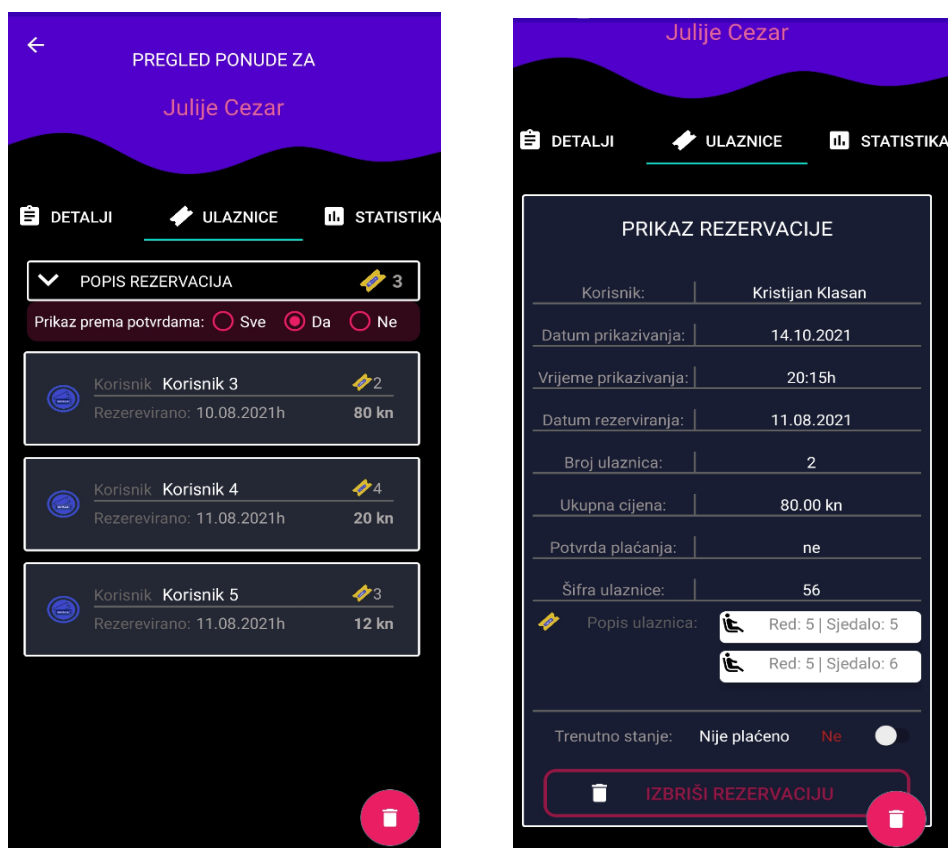 PREGLED PONUDE ZA
Julije Cezar
DETALJI ULAZNICE STATISTIKA
POPIS REZERVACIJA 3
Prikaz prema potvrdama: Sve Da Ne
Korisnik Korisnik 3 2
Rezerevirano: 10.08.2021h 80 kn
Korisnik Korisnik 4 4
Rezerevirano: 11.08.2021h 20 kn
Korisnik Korisnik 5 3
Rezerevirano: 11.08.2021h 12 kn
Julije Cezar
DETALJI ULAZNICE STATISTIKA
PRIKAZ REZERVACIJE
Korisnik: Kristijan Klasan
Datum prikazivanja: 14.10.2021
Vrijeme prikazivanja: 20:15h
Datum rezerviranja: 11.08.2021
Broj ulaznica: 2
Ukupna cijena: 80.00 kn
Potvrda plaćanja: ne
Šifra ulaznice: 56
Popis ulaznica: Red: 5 | Sjedalo: 5
Red: 5 | Sjedalo: 6
Trenutno stanje: Nije plaćeno Ne
IZBRIŠI REZERVACIJU